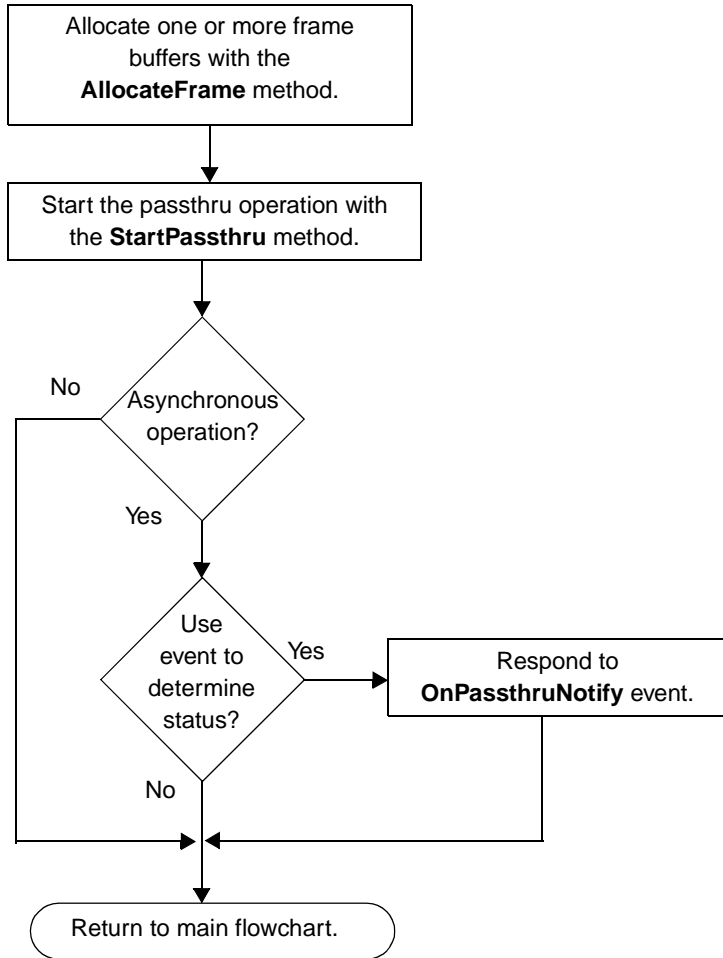 Allocate one or more frame
buffers with the
AllocateFrame method.
Start the passthru operation with
the StartPassthru method.
No
Asynchronous
operation?
Yes
Use
event to
determine
status?
Yes
Respond to
OnPassthruNotify event.
No
Return to main flowchart.